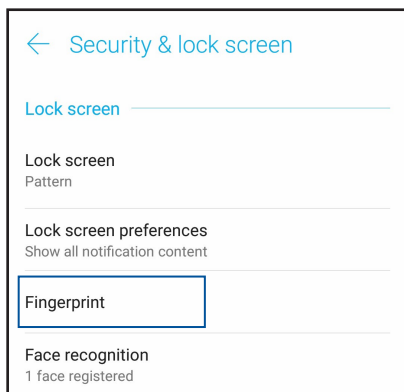 Security & lock screen
Lock screen
Lock screen
Pattern
Lock screen preferences
Show all notification content
Fingerprint
Face recognition
1 face registered